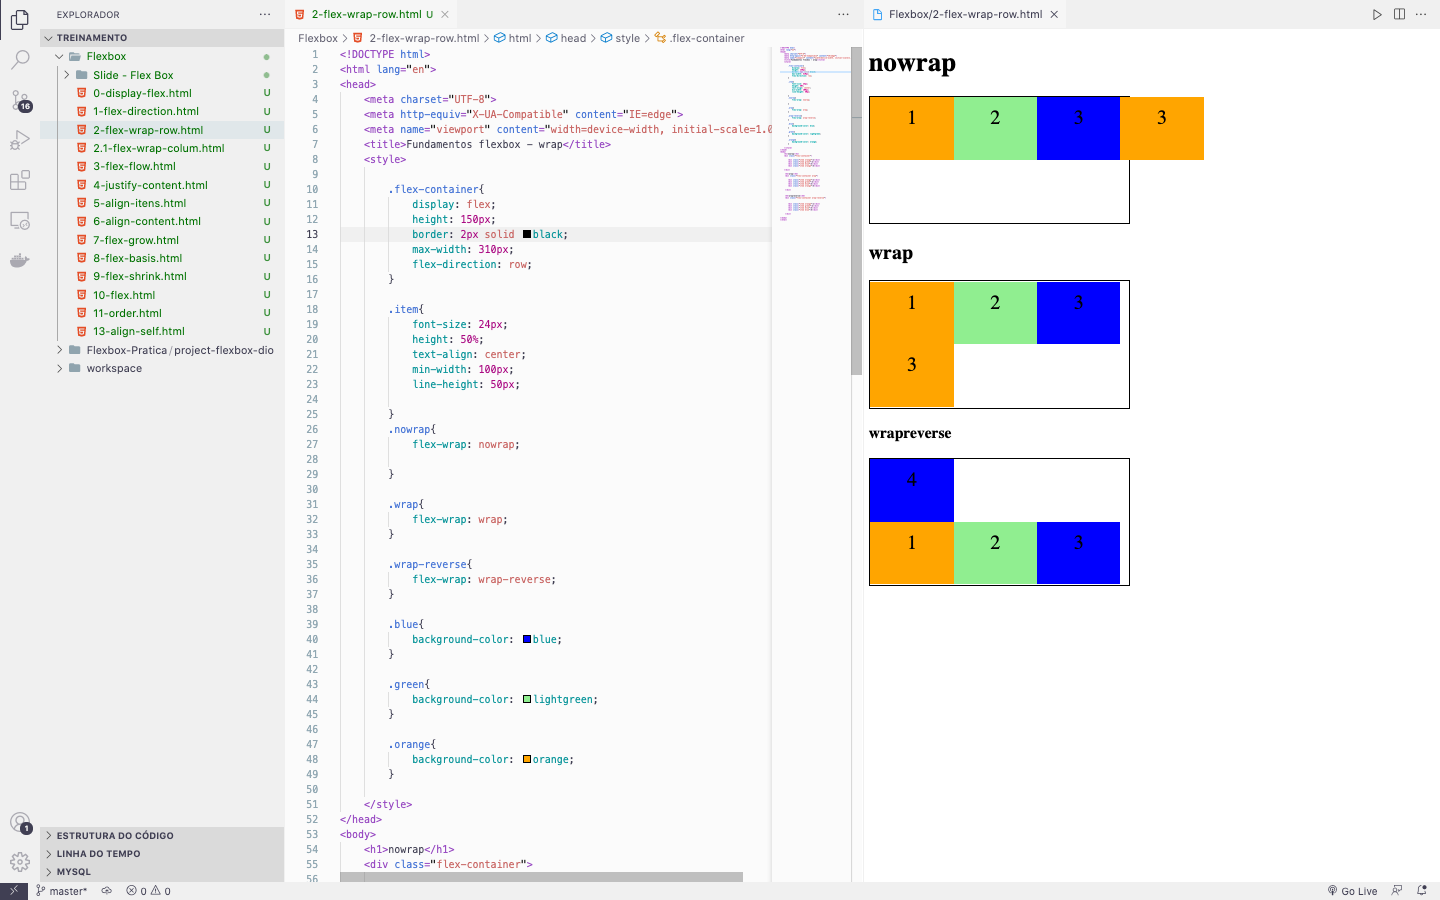 EXPLORADOR
TREINAMENTO
Flexbox
Slide - Flex Box
0-display-flex.html U
1-flex-direction.html U
2-flex-wrap-row.html U
2.1-flex-wrap-colum.html U
3-flex-flow.html U
4-justify-content.html U
5-align-itens.html U
6-align-content.html U
7-flex-grow.html U
8-flex-basis.html U
9-flex-shrink.html U
10-flex.html U
11-order.html U
13-align-self.html U
Flexbox-Pratica / project-flexbox-dio
workspace
16
1
ESTRUTURA DO CÓDIGO
LINHA DO TEMPO
MYSQL
2-flex-wrap-row.html U
Flexbox > 2-flex-wrap-row.html > html > head > style > .flex-container
1 <!DOCTYPE html>
2 <html lang="en">
3 <head>
4 <meta charset="UTF-8">
5 <meta http-equiv="X-UA-Compatible" content="IE=edge">
6 <meta name="viewport" content="width=device-width, initial-scale=1.0
7 <title>Fundamentos flexbox - wrap</title>
8 <style>
9
10 .flex-container{
11 display: flex;
12 height: 150px;
13 border: 2px solid black;
14 max-width: 310px;
15 flex-direction: row;
16 }
17
18 .item{
19 font-size: 24px;
20 height: 50%;
21 text-align: center;
22 min-width: 100px;
23 line-height: 50px;
24
25 }
26 .nowrap{
27 flex-wrap: nowrap;
28
29 }
30
31 .wrap{
32 flex-wrap: wrap;
33 }
34
35 .wrap-reverse{
36 flex-wrap: wrap-reverse;
37 }
38
39 .blue{
40 background-color: blue;
41 }
42
43 .green{
44 background-color: lightgreen;
45 }
46
47 .orange{
48 background-color: orange;
49 }
50
51 </style>
52 </head>
53 <body>
54 <h1>nowrap</h1>
55 <div class="flex-container">
56
Flexbox/2-flex-wrap-row.html
nowrap
1 2 3 3
wrap
1 2 3
3
wrapreverse
4
1 2 3
master* 0 0
Go Live